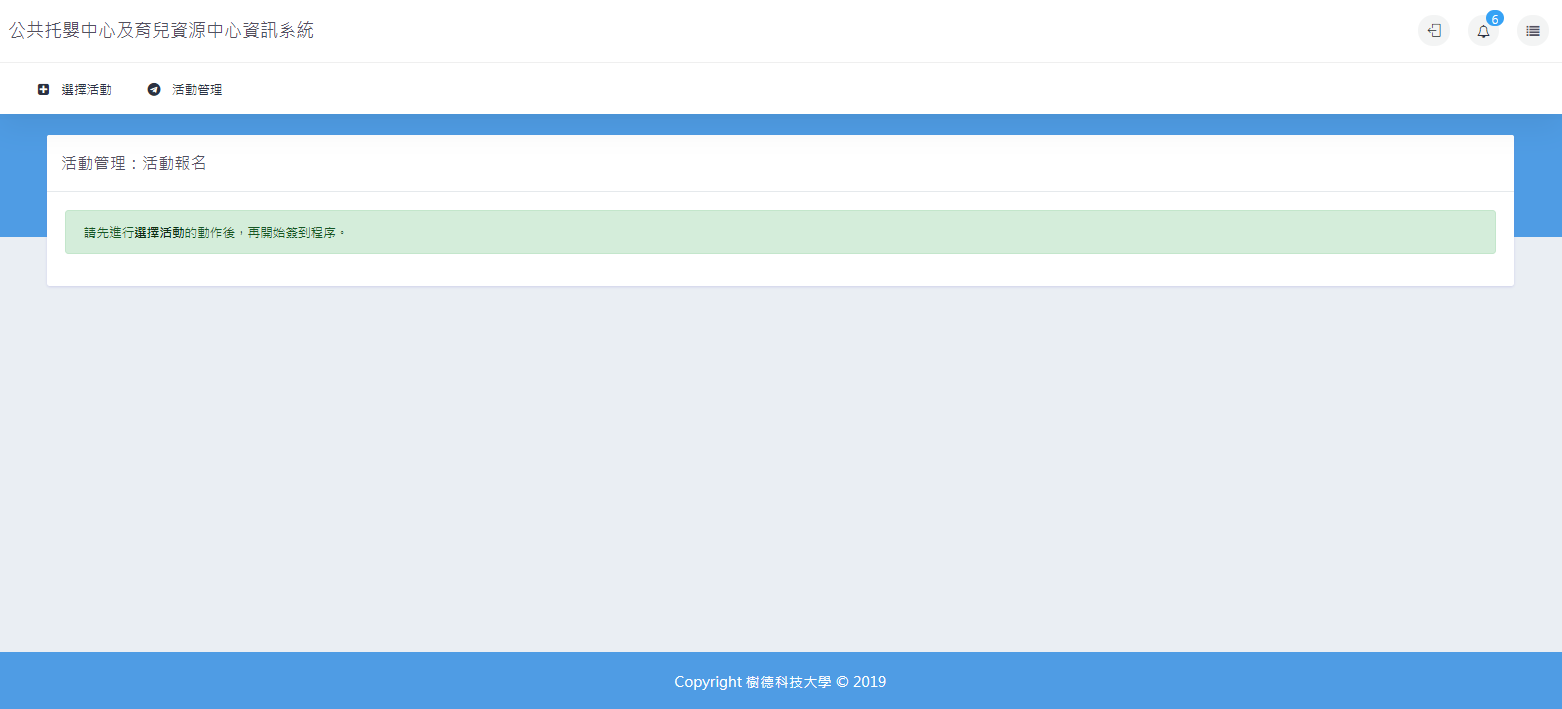 公共托嬰中心及育兒資源中心資訊系統
6
選擇活動 活動管理
活動管理：活動報名
請先進行選擇活動的動作後，再開始簽到程序。
Copyright 樹德科技大學 © 2019